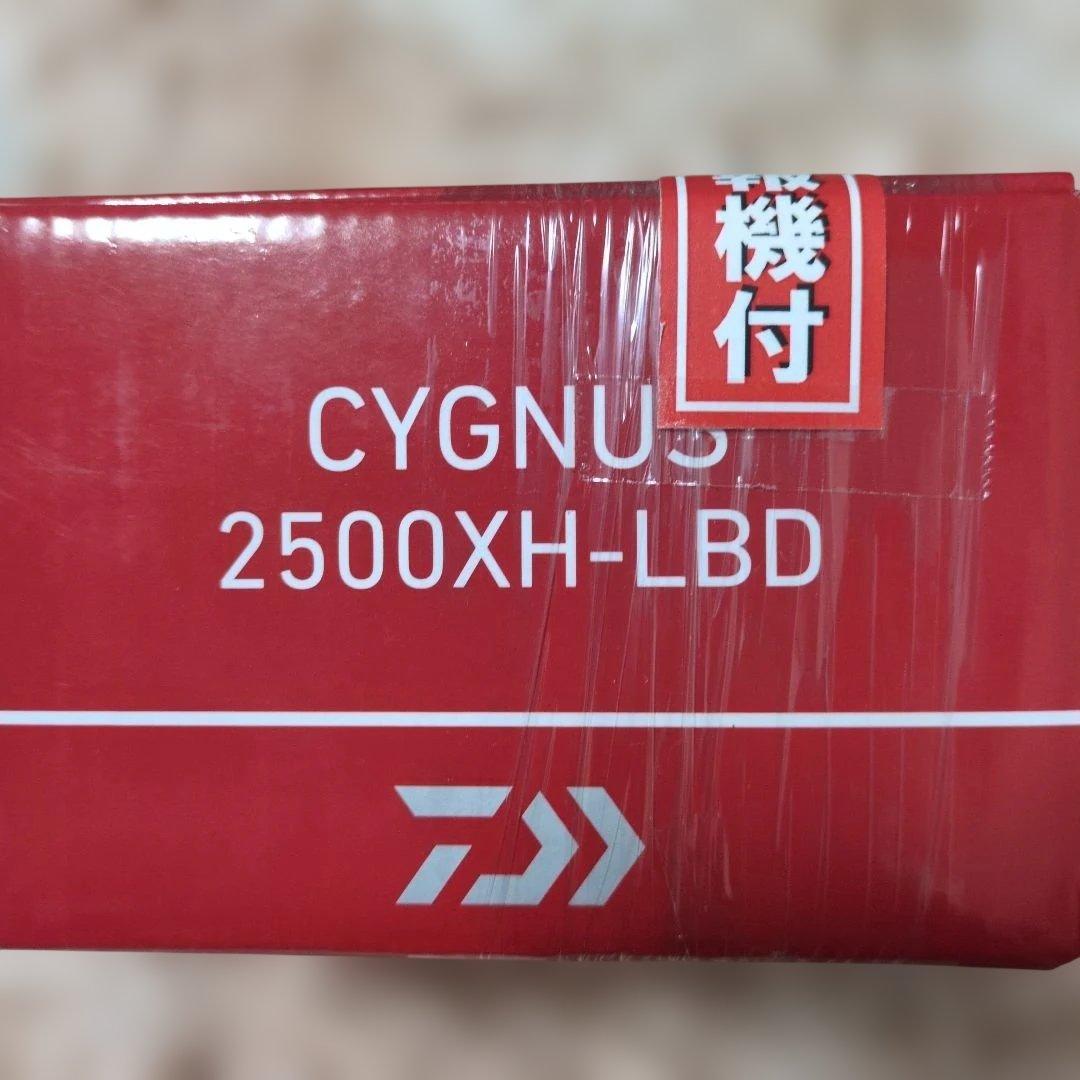 機付
CYGNUS
2500XH-LBD